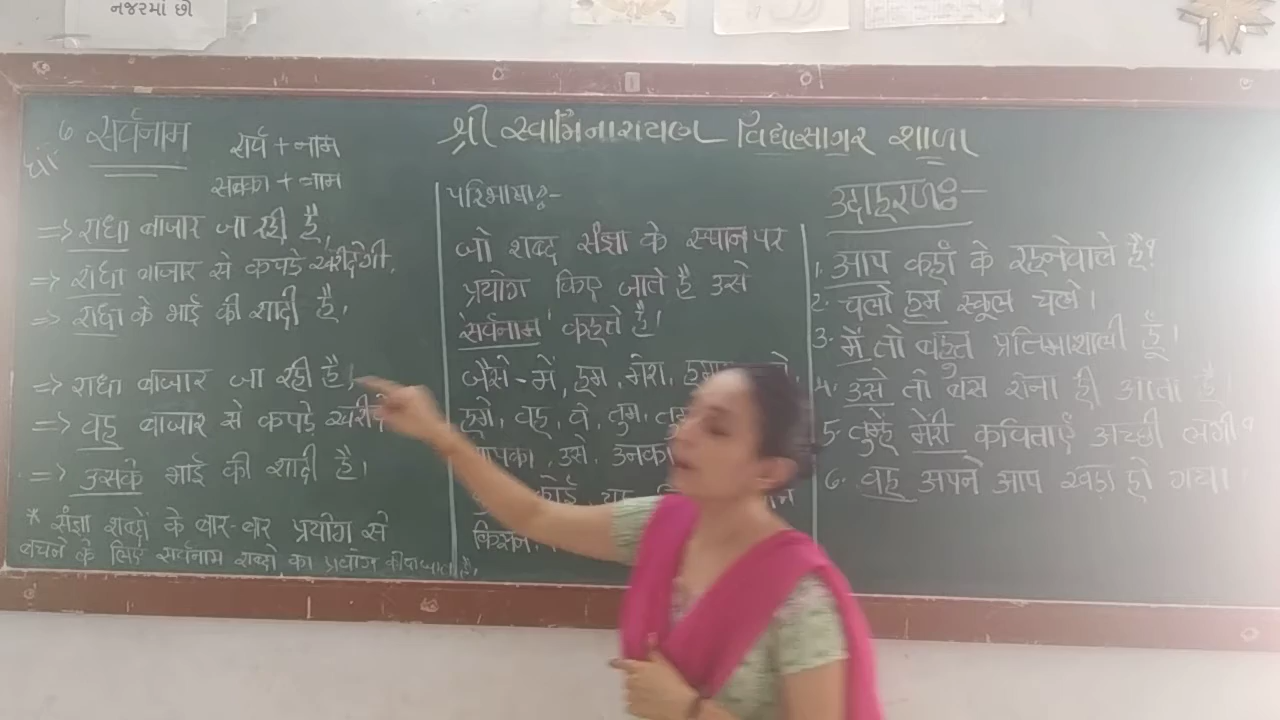 નજરમાં છો
श्री स्वामिनारायण विद्यासागर शाळा
सर्वनाम
सर्व + नाम
सबका + नाम
=> राधा बाजार जा रही है,
=> राधा बाजार से कपड़े खरीदेगी,
=> राधा के भाई की शादी है।
=> राधा बाजार जा रही है,
=> वह बाजार से कपड़े
=> उसके भाई की शादी है।
* संज्ञा शब्दों के बार-बार प्रयोग से
बचने के लिए सर्वनाम शब्दो का प्रयोग
परिभाषा :-
जो शब्द संज्ञा के स्थान पर
प्रयोग किए जाते है उसे
'सर्वनाम' कहते है।
जैसे - में, हम, मेरा,
हमे, वह, वे, तुम,
उसे, उनका
कोई
उदाहरण :-
1. आप कहाँ के रहनेवाले है?
2. चलो हम स्कूल चले।
3. में तो बहुत प्रतिभाशाली हूँ।
4. उसे तो बस रोना ही आता है।
5. तुम्हें मेरी कविताएँ अच्छी लगी?
6. वह अपने आप खड़ा हो गया।